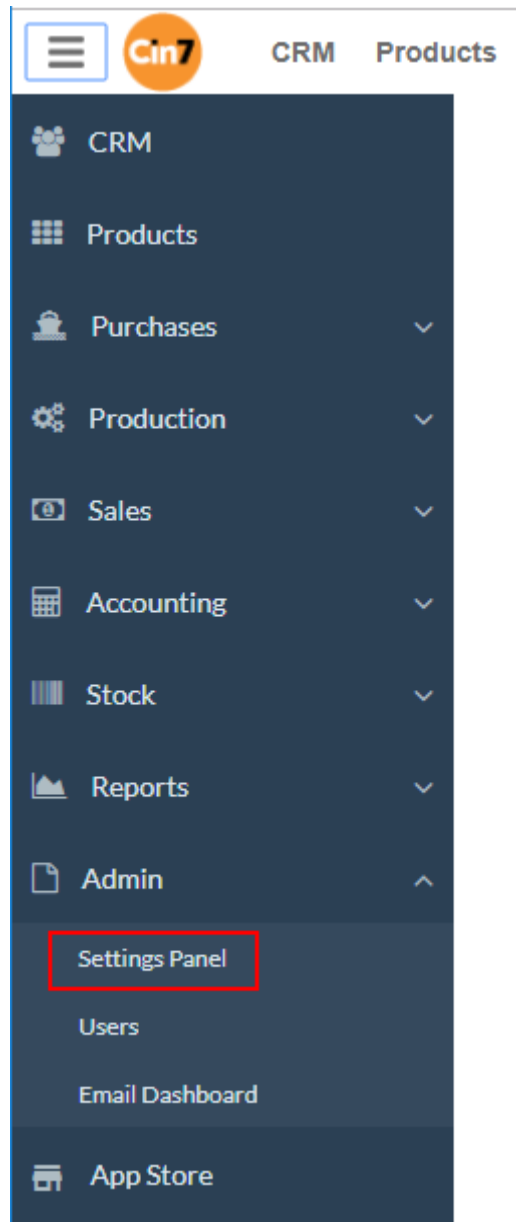 Cin7 CRM Products
CRM
Products
Purchases
Production
Sales
Accounting
Stock
Reports
Admin
Settings Panel
Users
Email Dashboard
App Store